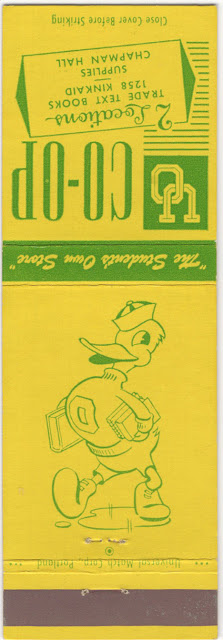 "The Student's Own Store"
UO CO-OP
2 Locations
TRADE TEXT BOOKS
1258 KINKAID
SUPPLIES
CHAPMAN HALL
Close Cover Before Striking
O
*** Universal Match Corp., Portland ***